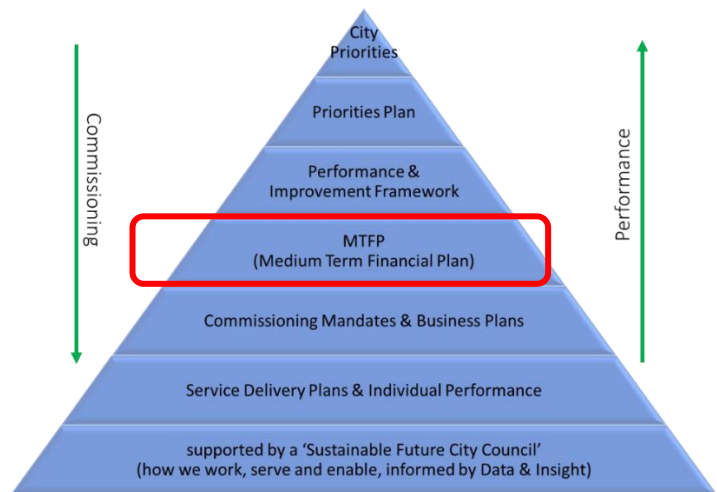 City
Priorities
Priorities Plan
Performance &
Improvement Framework
MTFP
(Medium Term Financial Plan)
Commissioning Mandates & Business Plans
Service Delivery Plans & Individual Performance
supported by a ‘Sustainable Future City Council’
(how we work, serve and enable, informed by Data & Insight)
Commissioning
Performance